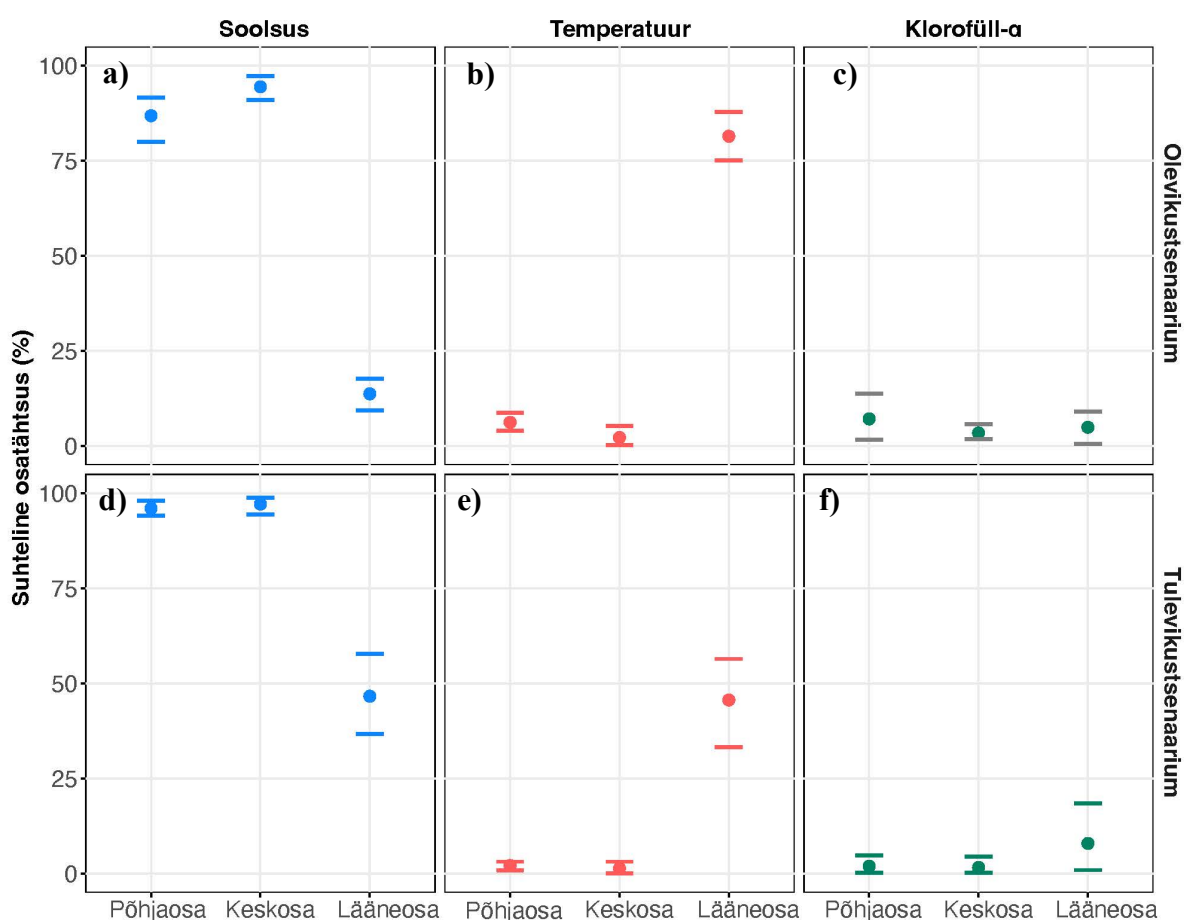 Soolsus Temperatuur Klorofüll-α
Suhteline osatähtsus (%)
a) b) c)
100
75
50
25
0
Olevikustsenaarium
d) e) f)
100
75
50
25
0
Tulevikustsenaarium
Põhjaosa Keskosa Lääneosa Põhjaosa Keskosa Lääneosa Põhjaosa Keskosa Lääneosa